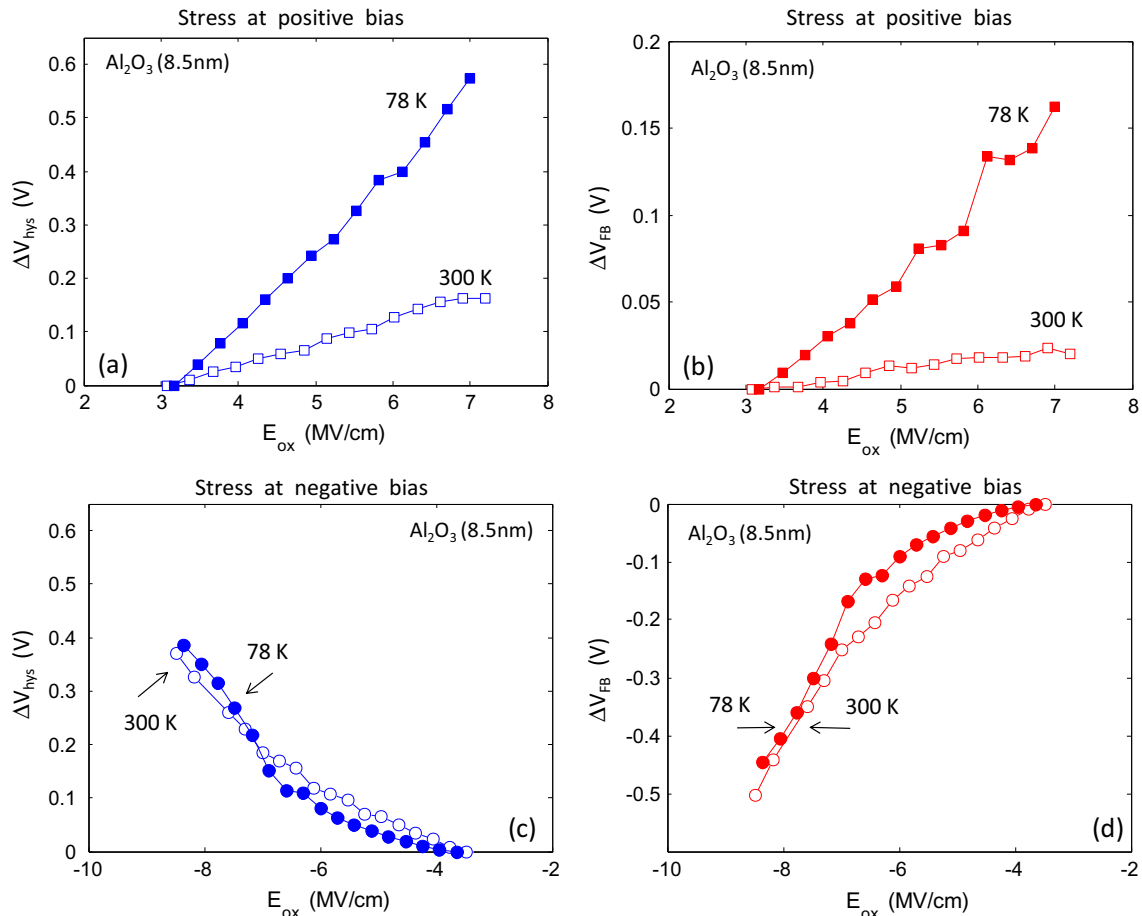 Stress at positive bias
Al2O3 (8.5nm)
78 K
300 K
(a)
ΔVhys (V)
0.6
0.5
0.4
0.3
0.2
0.1
0
2 3 4 5 6 7 8
Eox (MV/cm)
Stress at positive bias
Al2O3 (8.5nm)
78 K
300 K
(b)
ΔVFB (V)
0.2
0.15
0.1
0.05
0
2 3 4 5 6 7 8
Eox (MV/cm)
Stress at negative bias
Al2O3 (8.5nm)
78 K
300 K
(c)
ΔVhys (V)
0.6
0.5
0.4
0.3
0.2
0.1
0
-10 -8 -6 -4 -2
Eox (MV/cm)
Stress at negative bias
Al2O3 (8.5nm)
78 K
300 K
(d)
ΔVFB (V)
0
-0.1
-0.2
-0.3
-0.4
-0.5
-10 -8 -6 -4 -2
Eox (MV/cm)